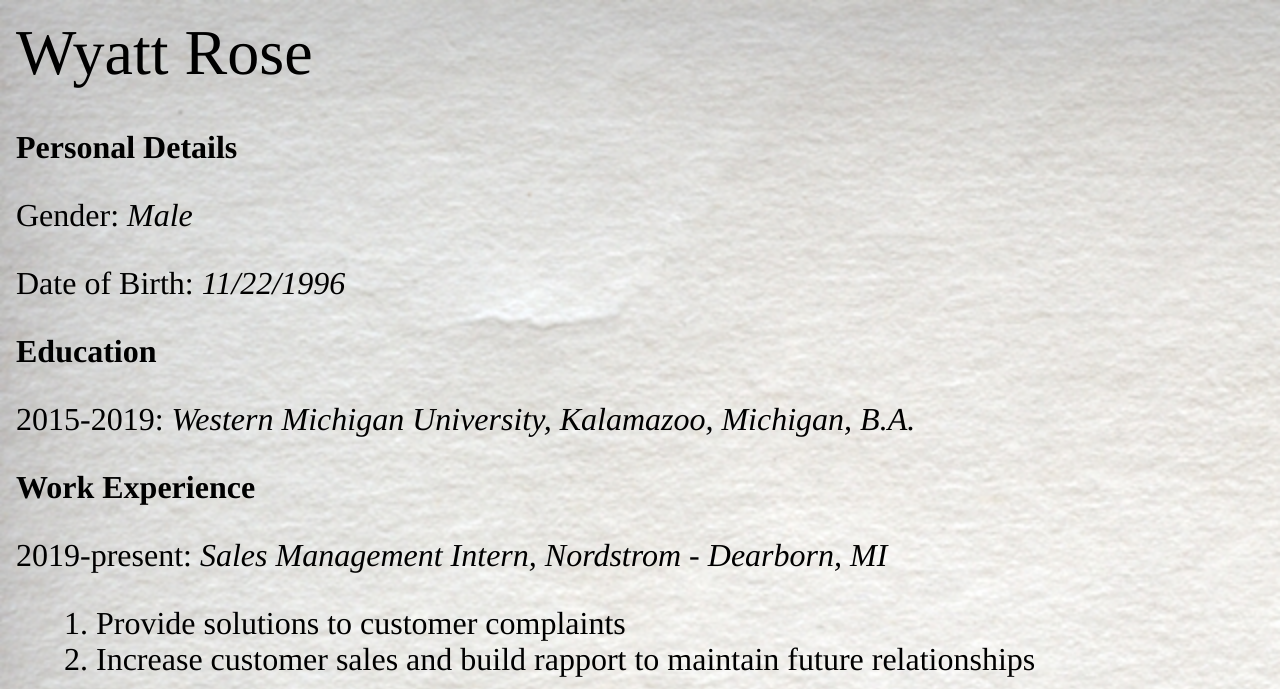 Wyatt Rose
Personal Details
Gender: Male
Date of Birth: 11/22/1996
Education
2015-2019: Western Michigan University, Kalamazoo, Michigan, B.A.
Work Experience
2019-present: Sales Management Intern, Nordstrom - Dearborn, MI
1. Provide solutions to customer complaints
2. Increase customer sales and build rapport to maintain future relationships